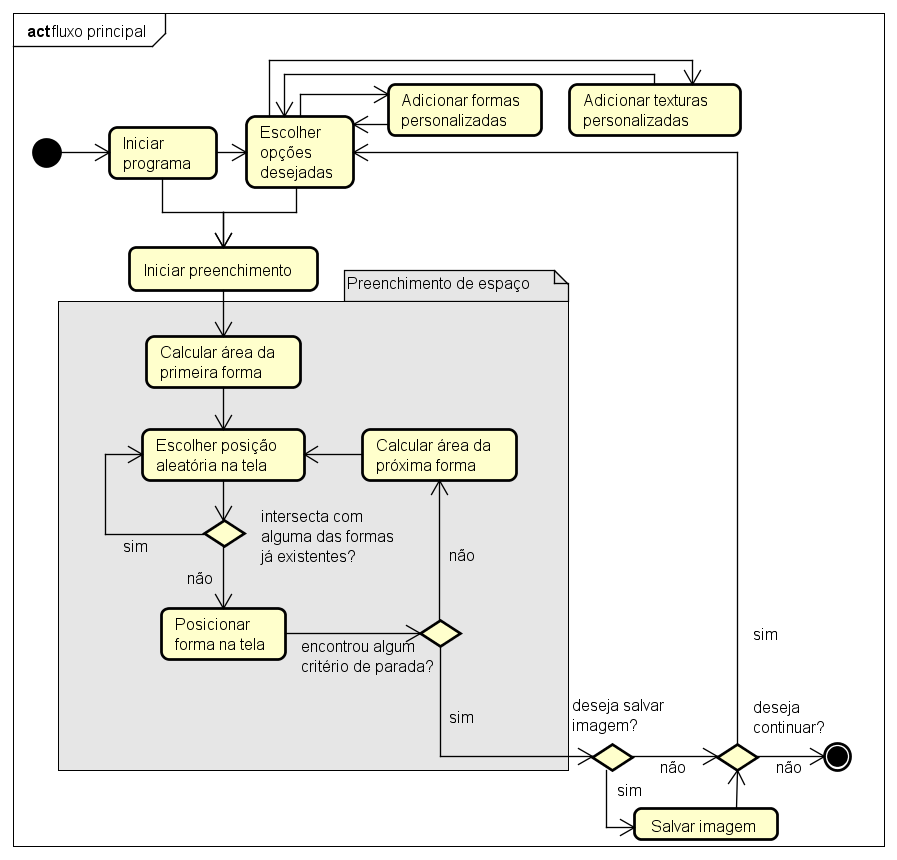 act fluxo principal
Adicionar formas
personalizadas
Adicionar texturas
personalizadas
Iniciar
programa
Escolher
opções
desejadas
Iniciar preenchimento
Preenchimento de espaço
Calcular área da
primeira forma
Escolher posição
aleatória na tela
Calcular área da
próxima forma
intersecta com
alguma das formas
já existentes?
sim
não
não
Posicionar
forma na tela
encontrou algum
critério de parada?
sim
sim
deseja salvar
imagem?
deseja
continuar?
não
não
sim
Salvar imagem